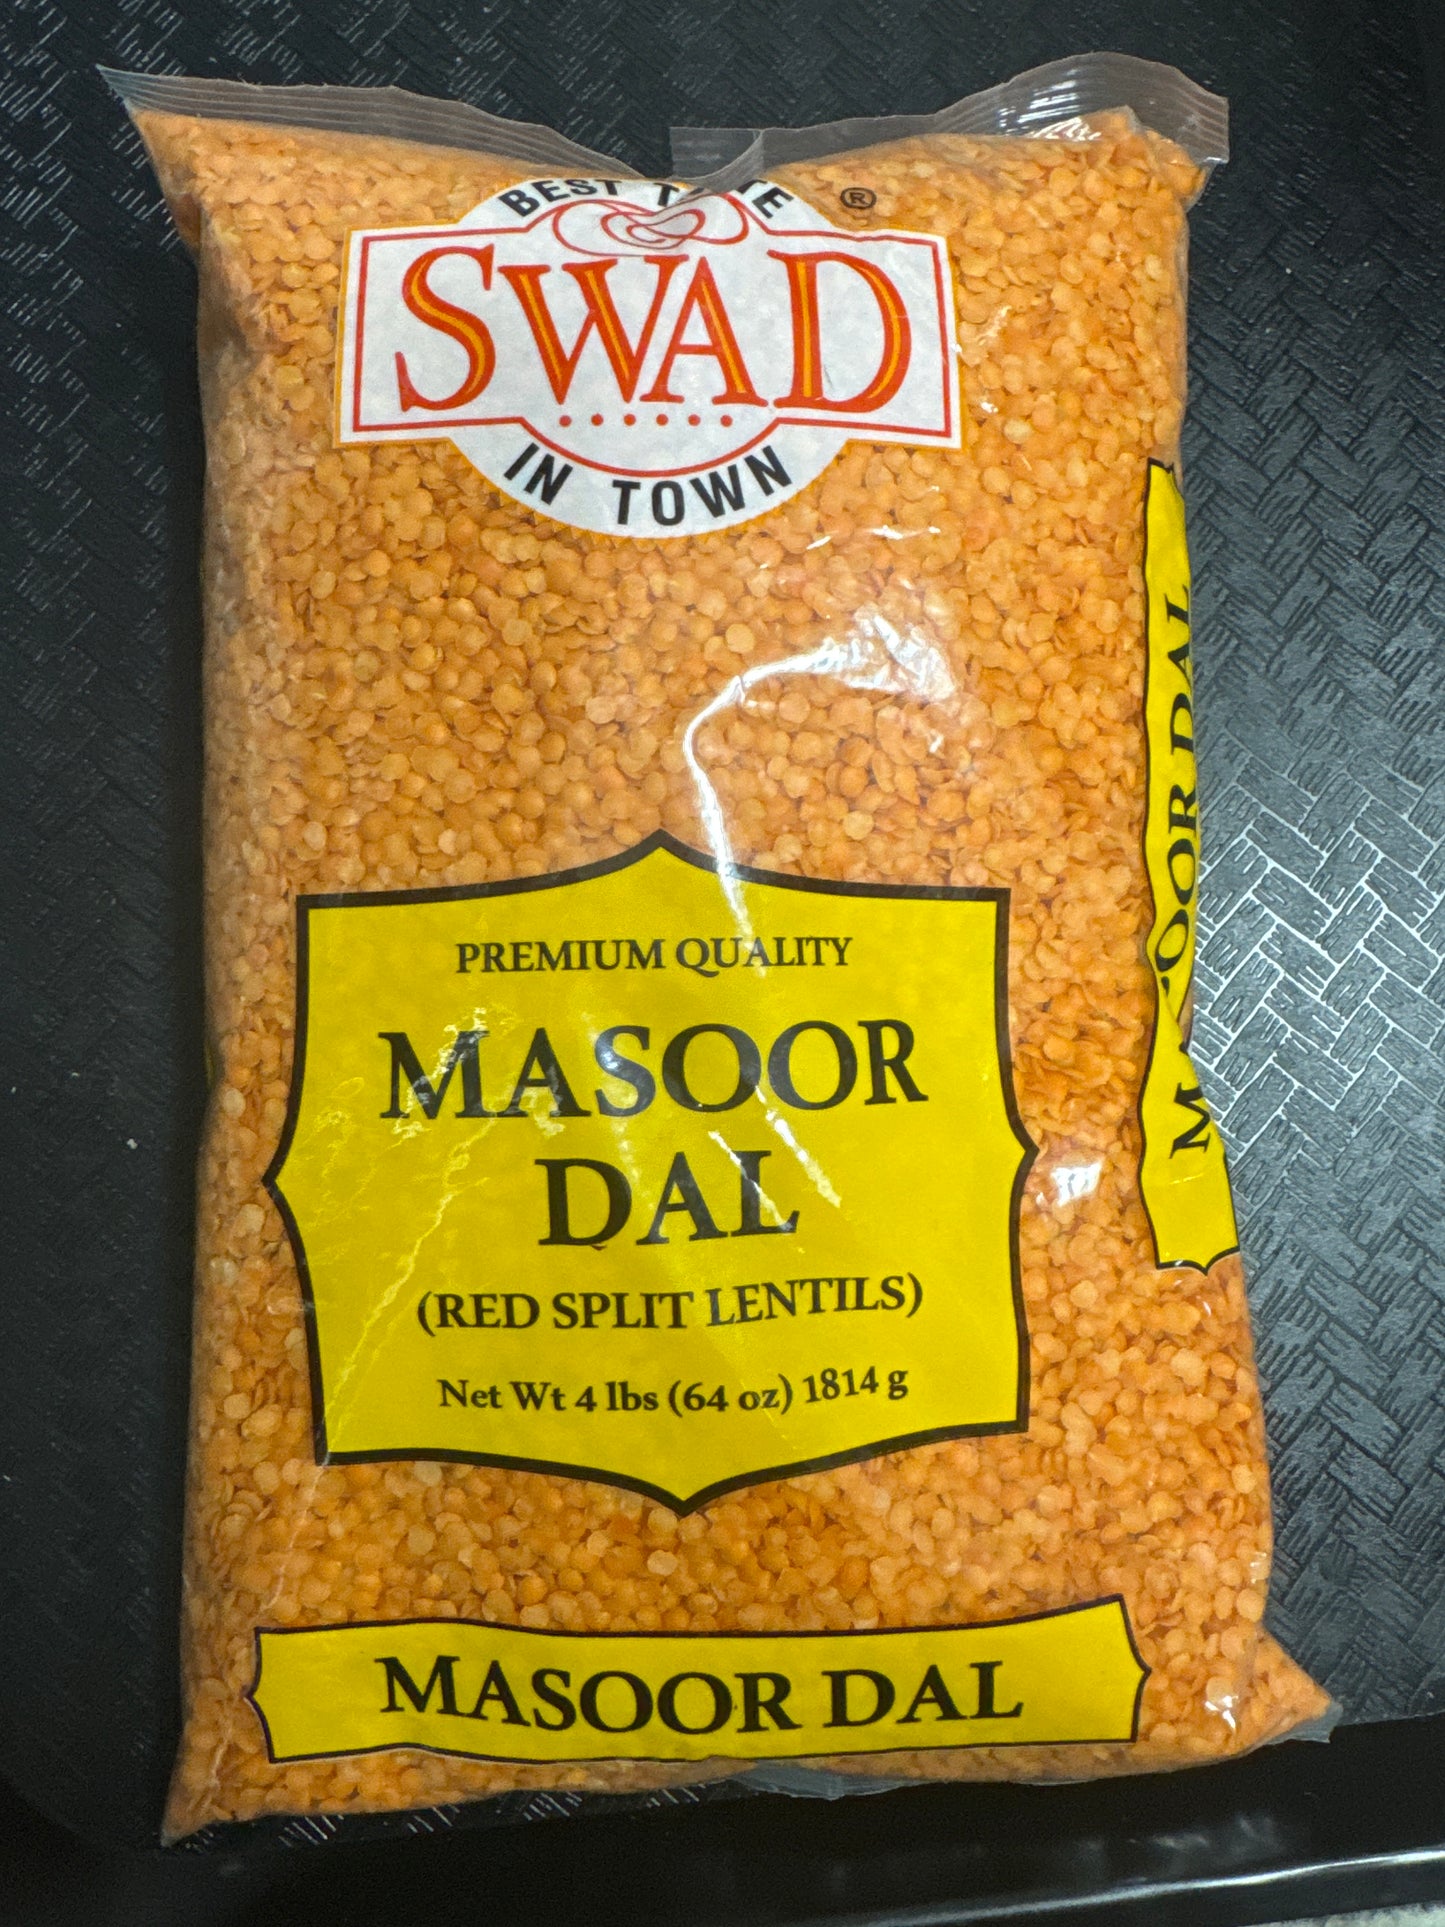 BEST
®
SWAD
IN TOWN
PREMIUM QUALITY
MASOOR
DAL
(RED SPLIT LENTILS)
Net Wt 4 lbs (64 oz) 1814 g
MASOOR DAL
MASOOR DAL